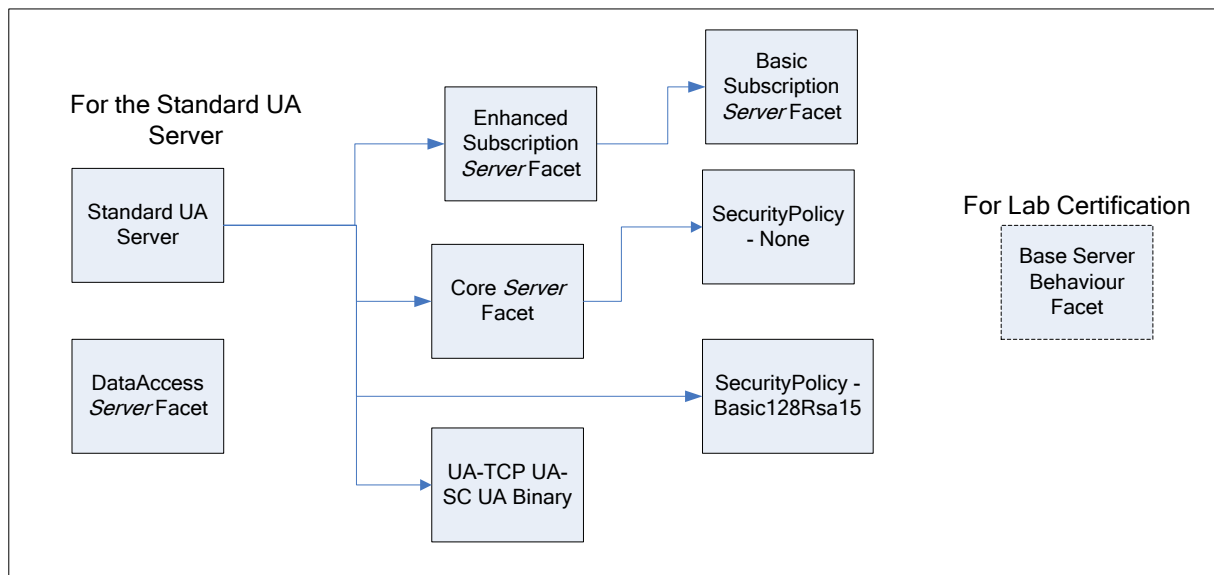 For the Standard UA
Server
Standard UA
Server
DataAccess
Server Facet
Enhanced
Subscription
Server Facet
Core Server
Facet
UA-TCP UA-
SC UA Binary
Basic
Subscription
Server Facet
SecurityPolicy
- None
SecurityPolicy -
Basic128Rsa15
For Lab Certification
Base Server
Behaviour
Facet